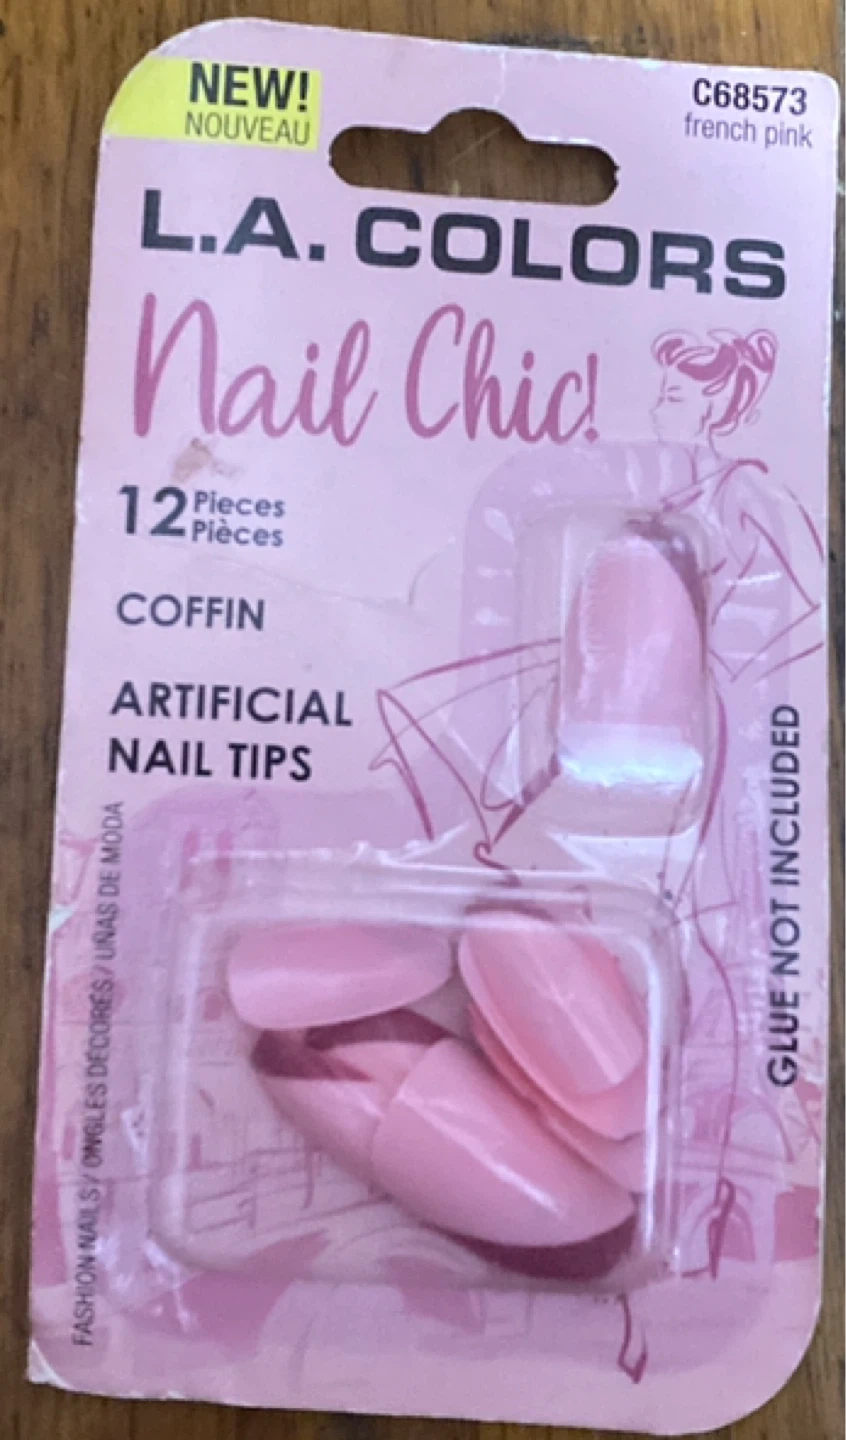 NEW!
NOUVEAU
C68573
french pink
L.A. COLORS
Nail Chic!
12 Pieces
Pièces
COFFIN
ARTIFICIAL
NAIL TIPS
FASHION NAILS / ONGLES DÉCORÉS / UÑAS DE MODA
GLUE NOT INCLUDED